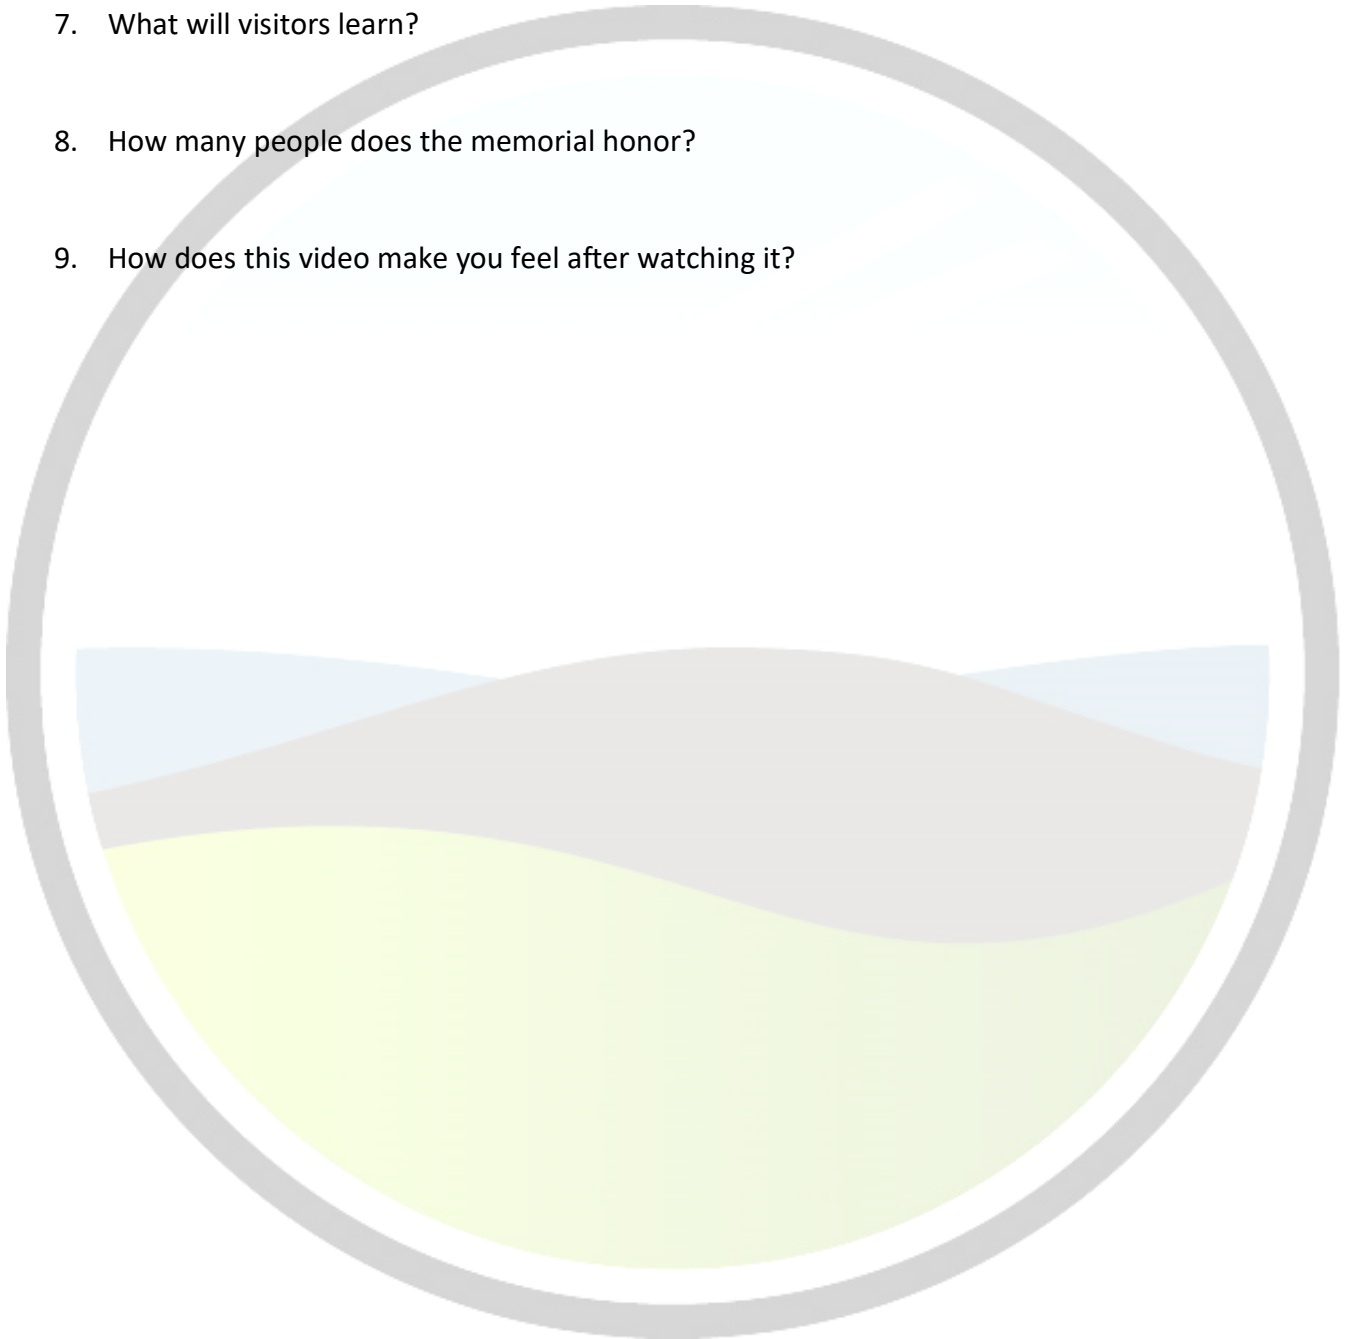 7. What will visitors learn?
8. How many people does the memorial honor?
9. How does this video make you feel after watching it?